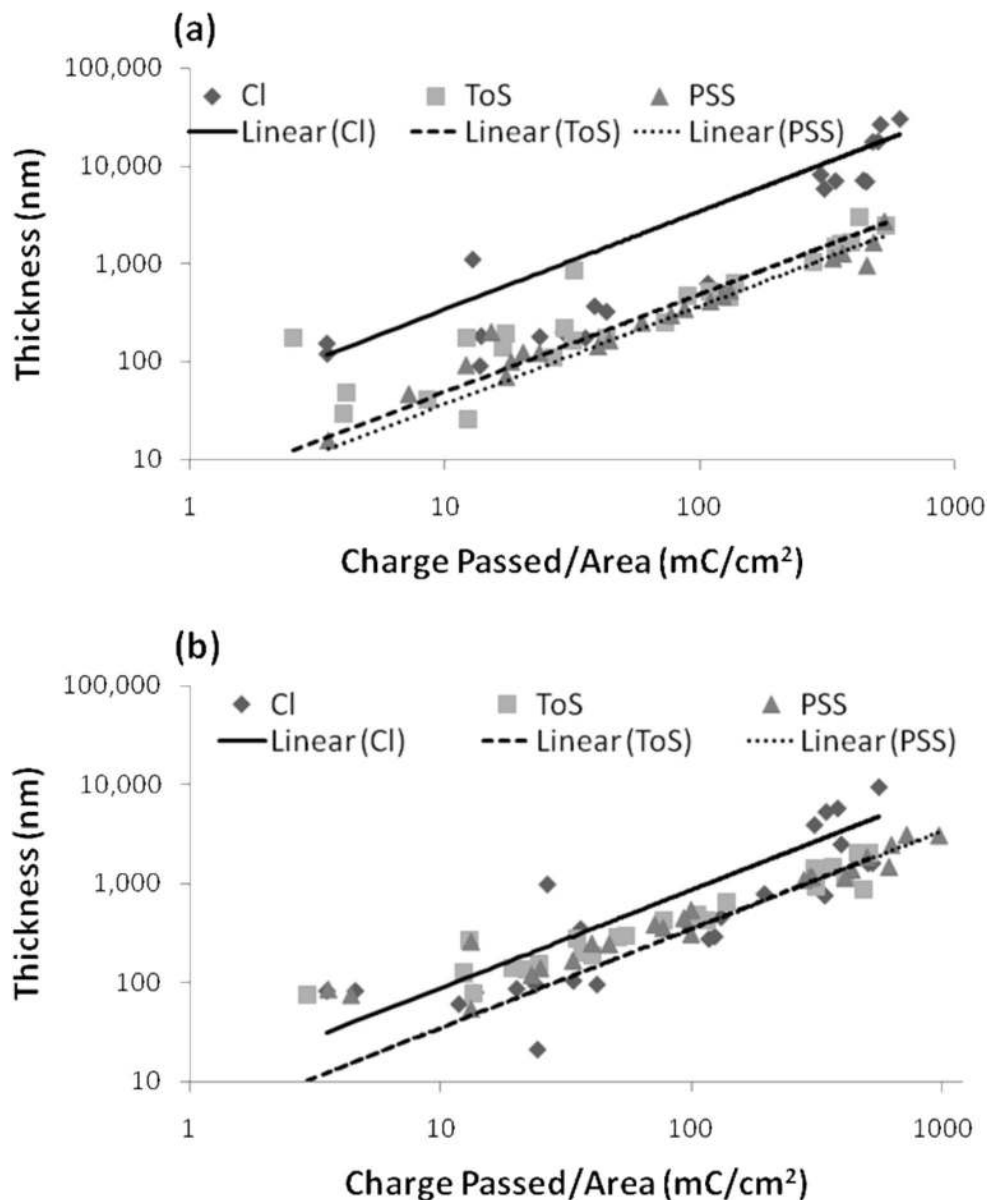 (a)
100,000
10,000
1,000
100
10
Thickness (nm)
Cl ToS PSS
Linear (Cl) Linear (ToS) Linear (PSS)
1 10 100 1000
Charge Passed/Area (mC/cm²)
(b)
100,000
10,000
1,000
100
10
Thickness (nm)
Cl ToS PSS
Linear (Cl) Linear (ToS) Linear (PSS)
1 10 100 1000
Charge Passed/Area (mC/cm²)